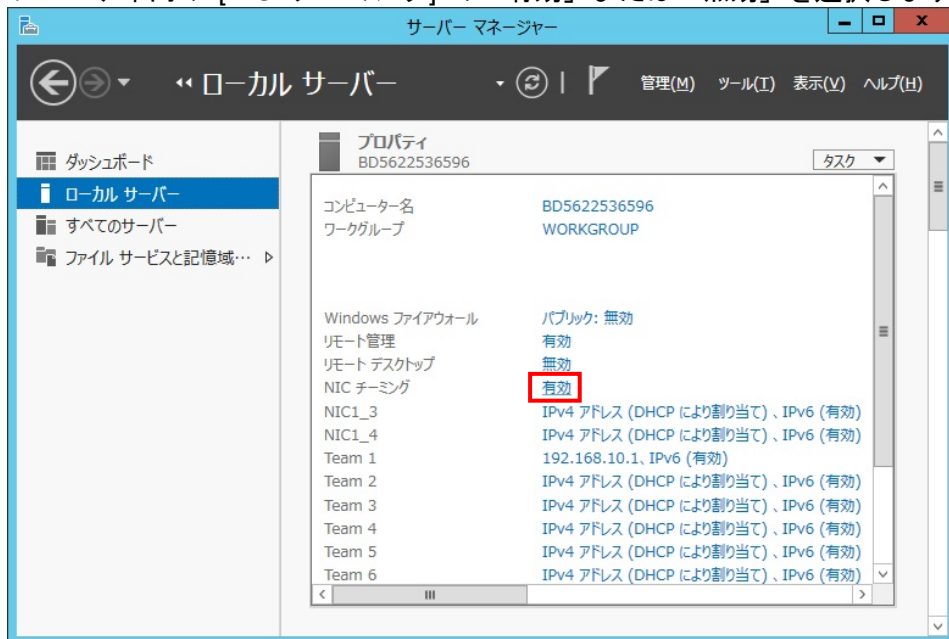 サーバー マネージャー
ローカル サーバー
管理(M) ツール(T) 表示(V) ヘルプ(H)
ダッシュボード
ローカル サーバー
すべてのサーバー
ファイル サービスと記憶域…
プロパティ
BD5622536596
タスク
コンピューター名 BD5622536596
ワークグループ WORKGROUP
Windows ファイアウォール パブリック: 無効
リモート管理 有効
リモート デスクトップ 無効
NIC チーミング 有効
NIC1_3 IPv4 アドレス (DHCP により割り当て) 、IPv6 (有効)
NIC1_4 IPv4 アドレス (DHCP により割り当て) 、IPv6 (有効)
Team 1 192.168.10.1、IPv6 (有効)
Team 2 IPv4 アドレス (DHCP により割り当て) 、IPv6 (有効)
Team 3 IPv4 アドレス (DHCP により割り当て) 、IPv6 (有効)
Team 4 IPv4 アドレス (DHCP により割り当て) 、IPv6 (有効)
Team 5 IPv4 アドレス (DHCP により割り当て) 、IPv6 (有効)
Team 6 IPv4 アドレス (DHCP により割り当て) 、IPv6 (有効)